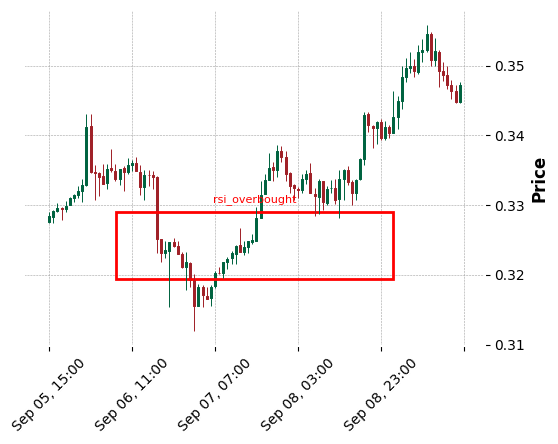 0.35
0.34
rsi_overbought
0.33
0.32
0.31
Price
Sep 05, 15:00
Sep 06, 11:00
Sep 07, 07:00
Sep 08, 03:00
Sep 08, 23:00